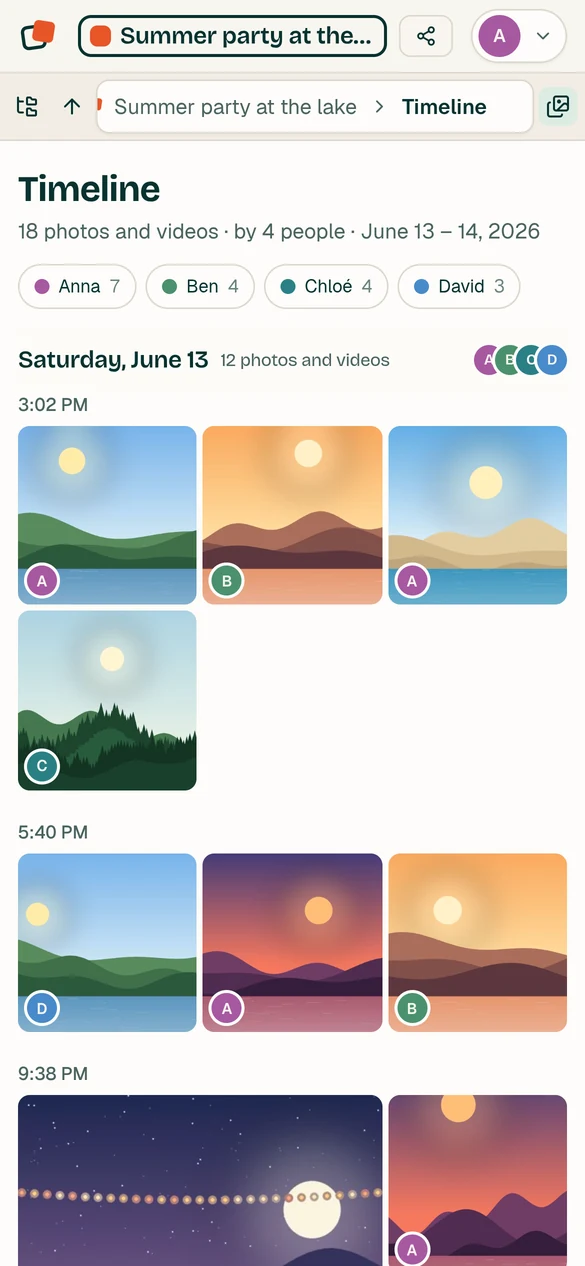 Summer party at the...
A
Summer party at the lake > Timeline
Timeline
18 photos and videos · by 4 people · June 13 – 14, 2026
Anna 7
Ben 4
Chloé 4
David 3
Saturday, June 13 12 photos and videos
A B C D
3:02 PM
A
B
A
C
5:40 PM
D
A
B
9:38 PM
A